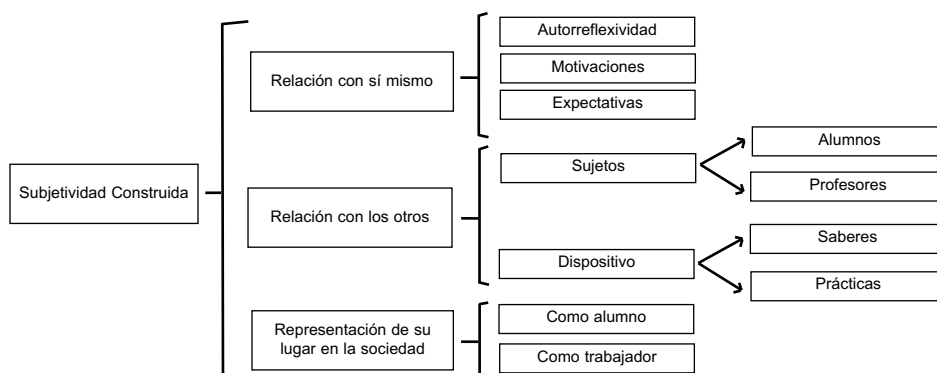 Subjetividad Construida
Relación con sí mismo
Autorreflexividad
Motivaciones
Expectativas
Relación con los otros
Sujetos
Alumnos
Profesores
Dispositivo
Saberes
Prácticas
Representación de su
lugar en la sociedad
Como alumno
Como trabajador